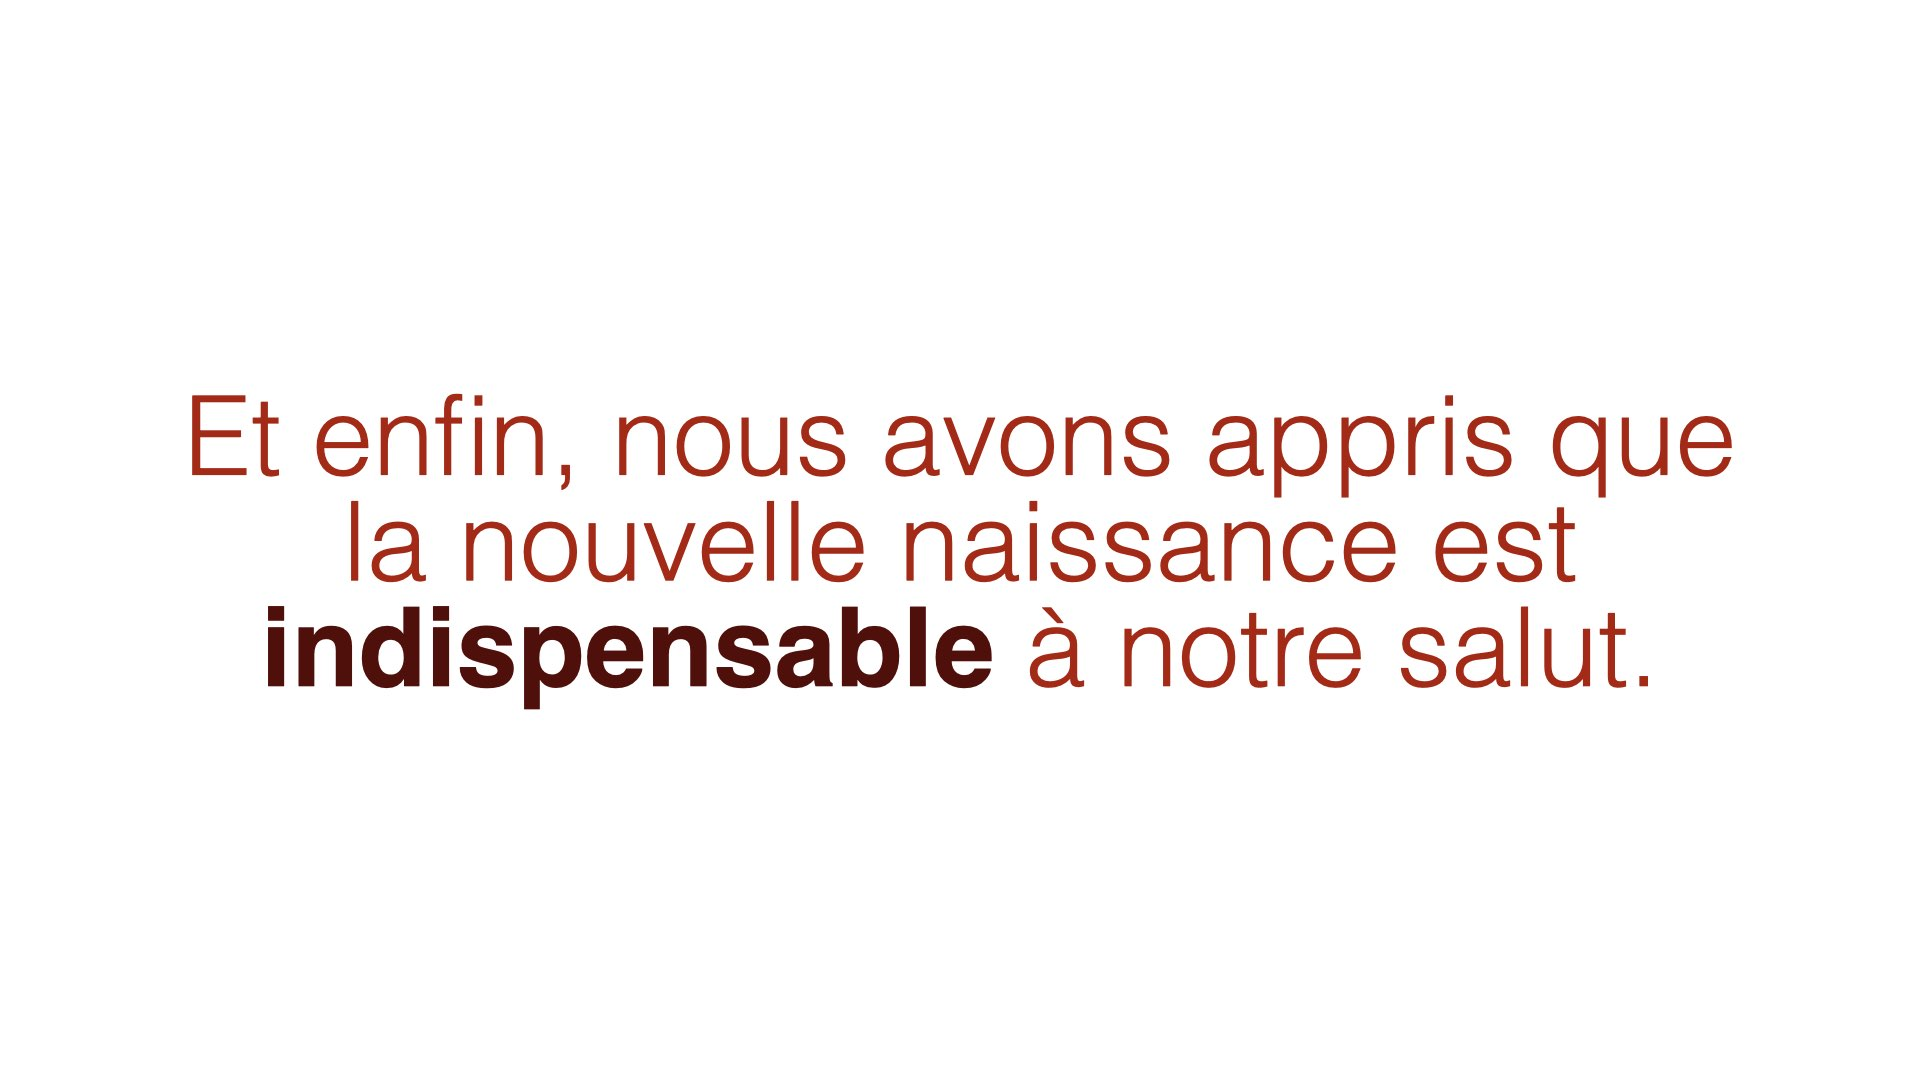 Et enfin, nous avons appris que
la nouvelle naissance est
indispensable à notre salut.